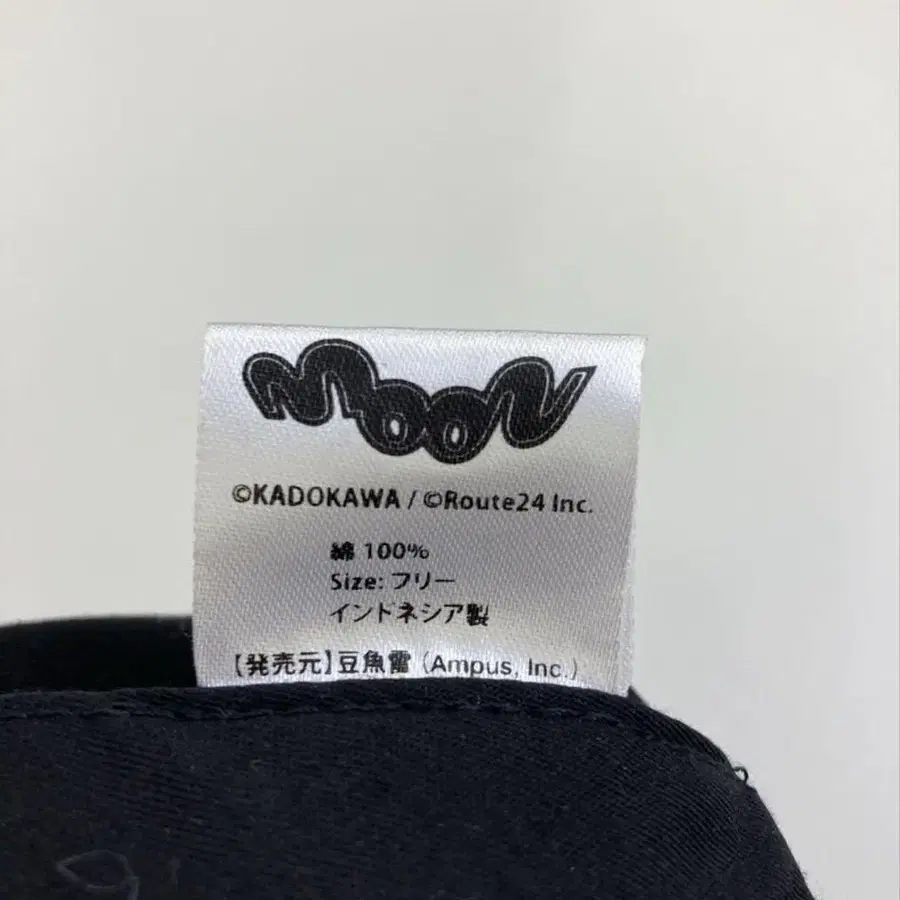 MOON
©KADOKAWA / ©Route24 Inc.
綿 100%
Size: フリー
インドネシア製
【発売元】豆魚雷 (Ampus, Inc.)